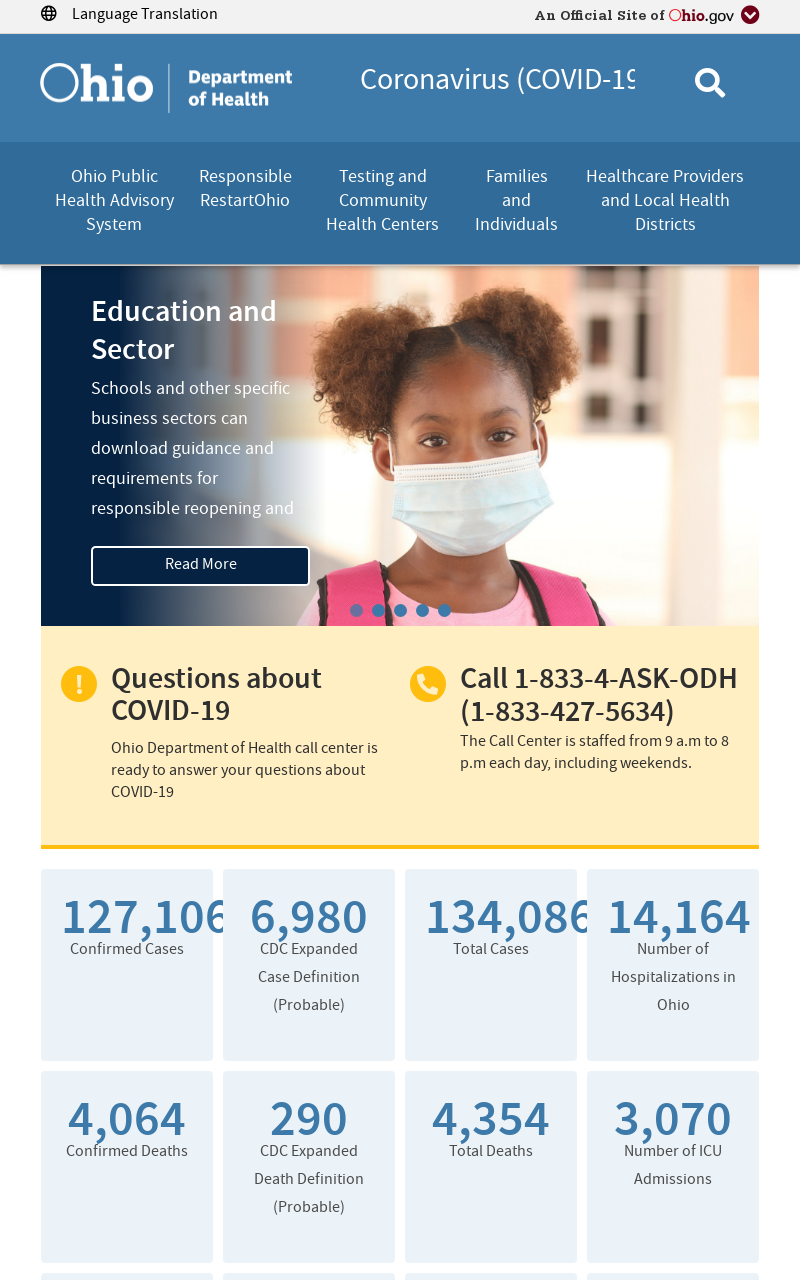 Language Translation
An Official Site of Ohio.gov
Ohio
Department
of Health
Coronavirus (COVID-19
Ohio Public
Health Advisory
System
Responsible
RestartOhio
Testing and
Community
Health Centers
Families
and
Individuals
Healthcare Providers
and Local Health
Districts
Education and
Sector
Schools and other specific
business sectors can
download guidance and
requirements for
responsible reopening and
Read More
Questions about
COVID-19
Ohio Department of Health call center is
ready to answer your questions about
COVID-19
Call 1-833-4-ASK-ODH
(1-833-427-5634)
The Call Center is staffed from 9 a.m to 8
p.m each day, including weekends.
127,106
Confirmed Cases
6,980
CDC Expanded
Case Definition
(Probable)
134,086
Total Cases
14,164
Number of
Hospitalizations in
Ohio
4,064
Confirmed Deaths
290
CDC Expanded
Death Definition
(Probable)
4,354
Total Deaths
3,070
Number of ICU
Admissions